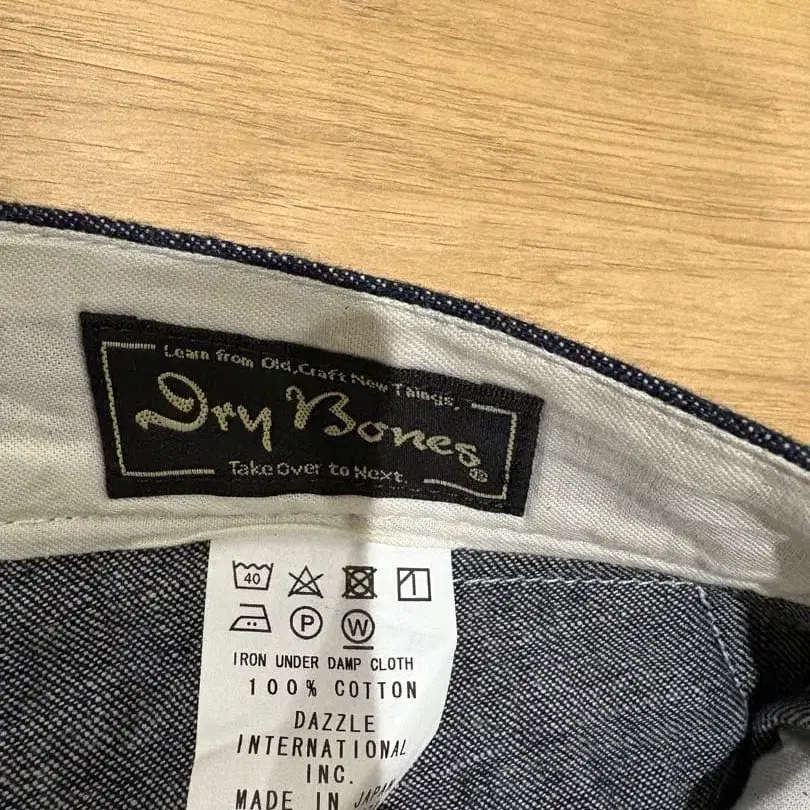 Learn from Old,Craft New Things.
Dry Bones®
Take Over to Next.
40
P W
IRON UNDER DAMP CLOTH
100% COTTON
DAZZLE
INTERNATIONAL
INC.
MADE IN JAPAN